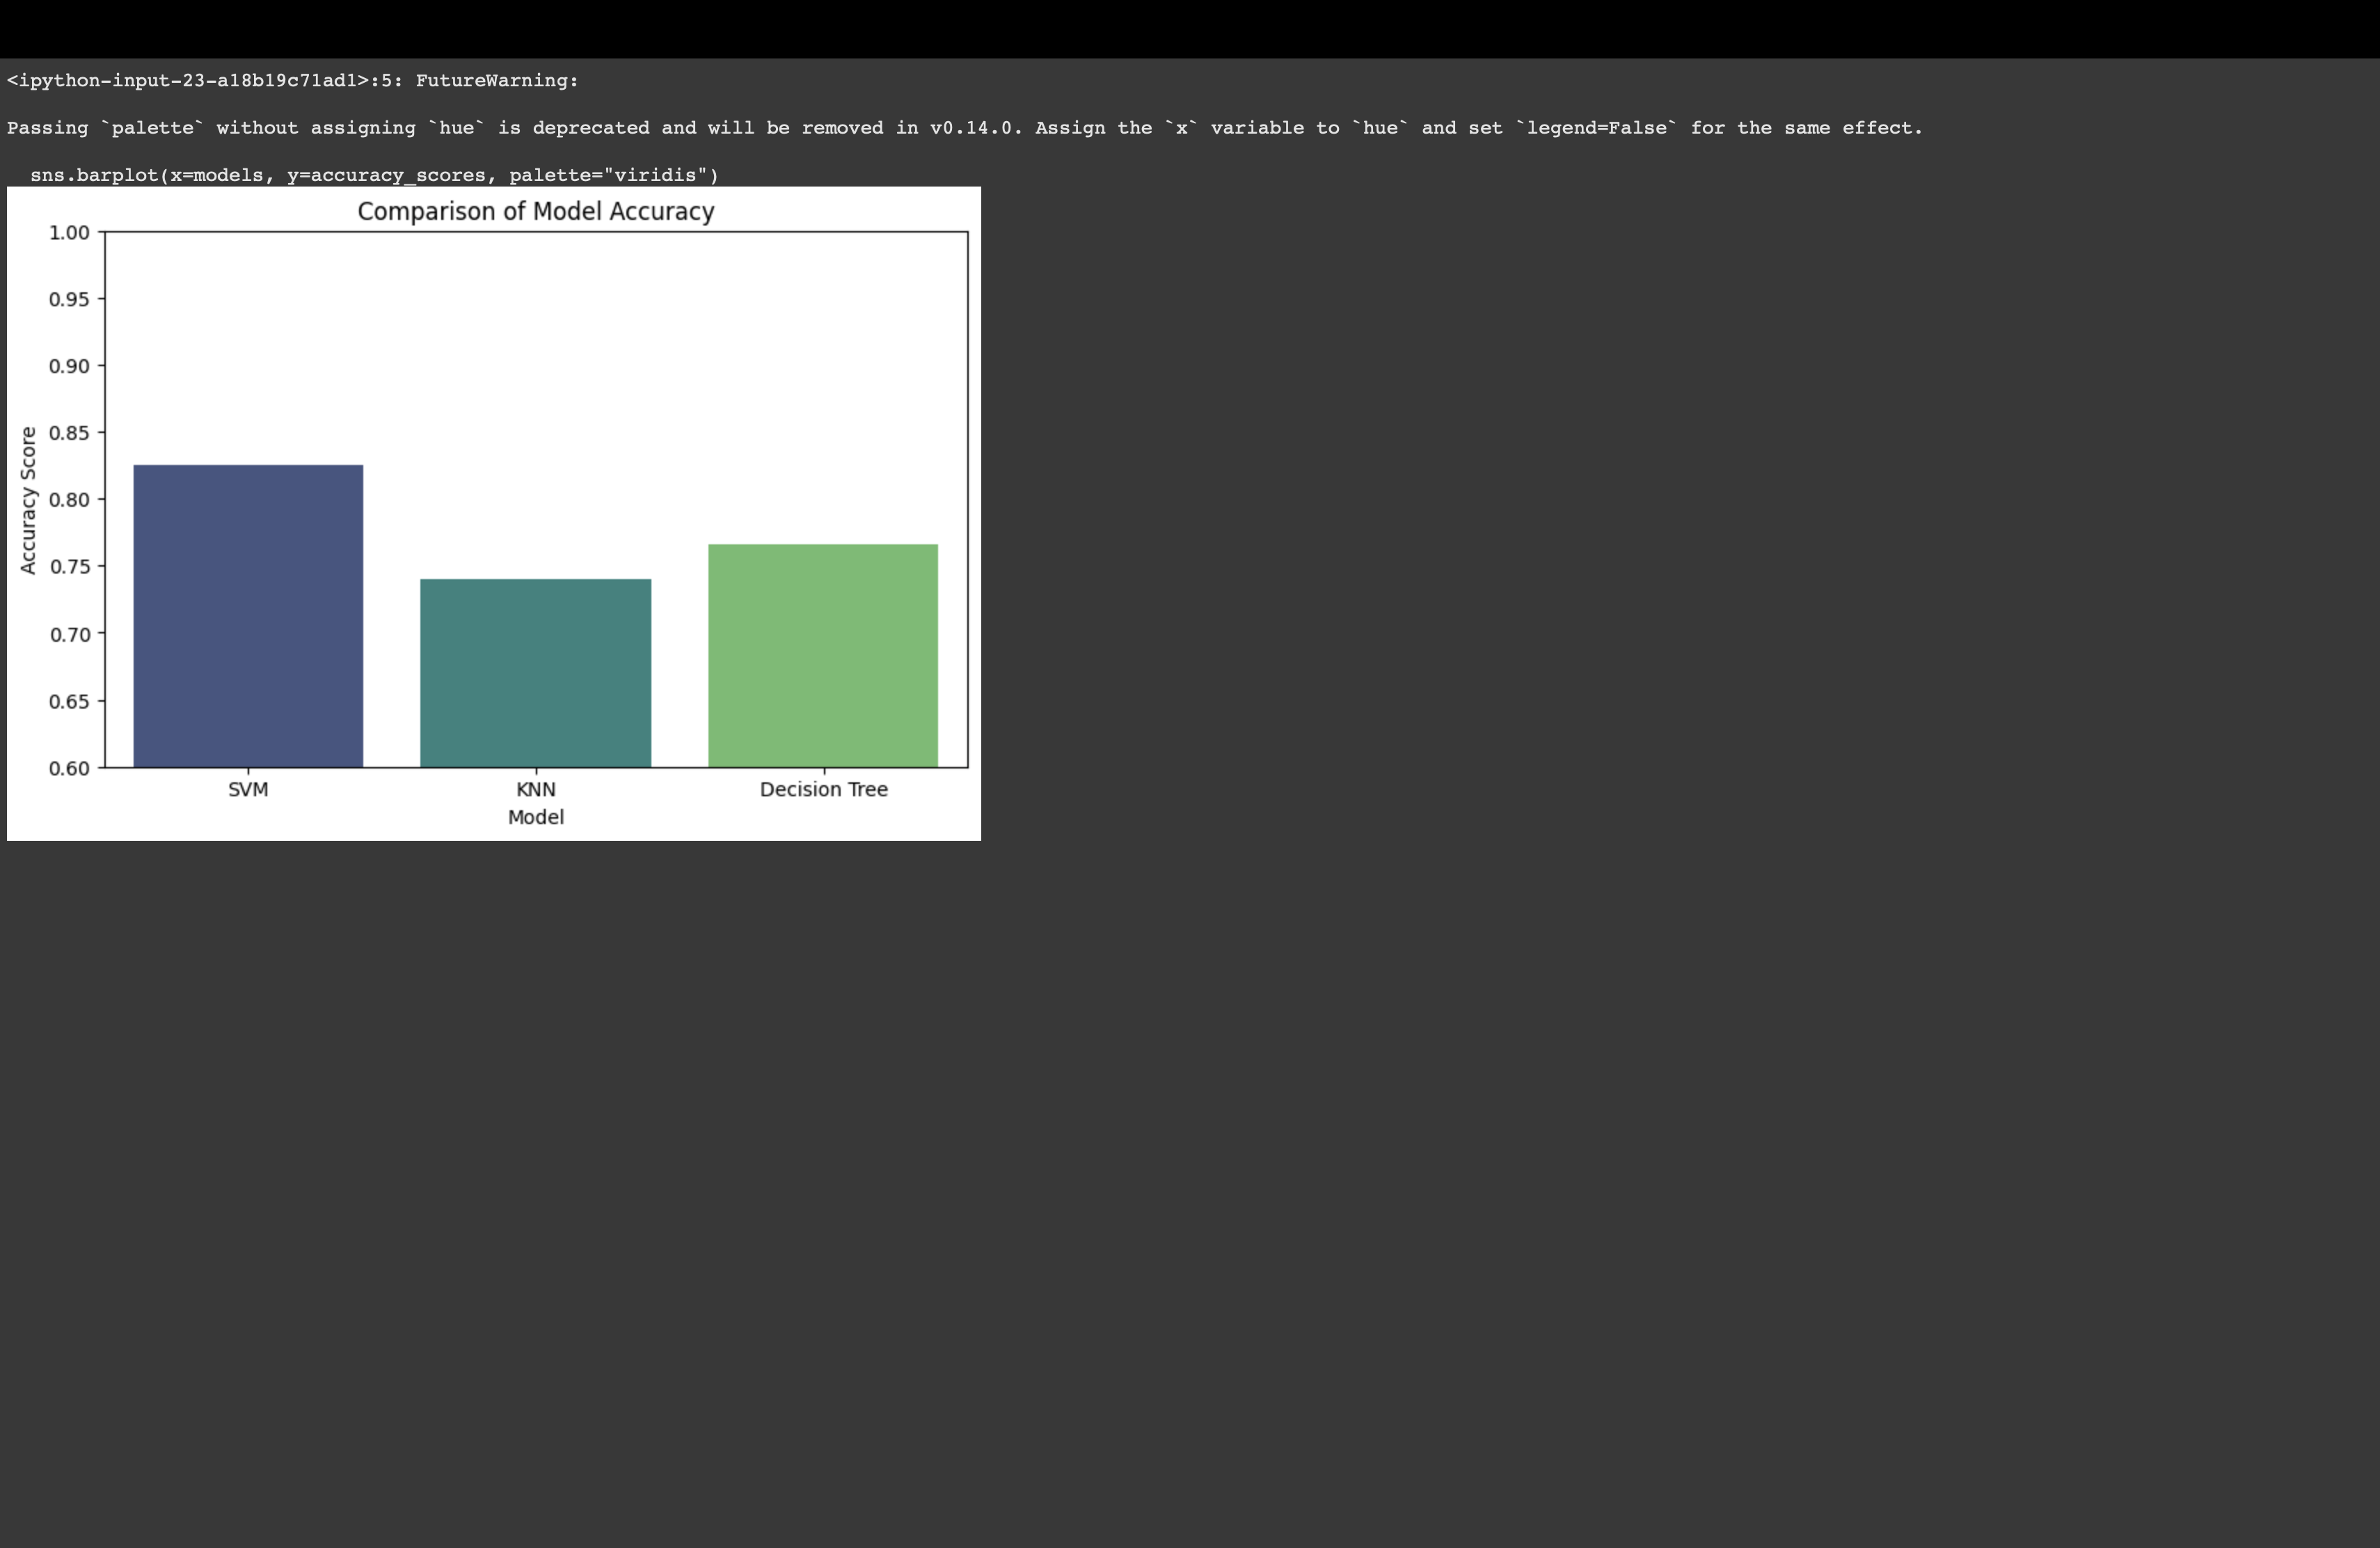 <ipython-input-23-a18b19c71ad1>:5: FutureWarning:
Passing `palette` without assigning `hue` is deprecated and will be removed in v0.14.0. Assign the `x` variable to `hue` and set `legend=False` for the same effect.
sns.barplot(x=models, y=accuracy_scores, palette="viridis")
Comparison of Model Accuracy
1.00
0.95
0.90
0.85
0.80
0.75
0.70
0.65
0.60
Accuracy Score
SVM KNN Decision Tree
Model